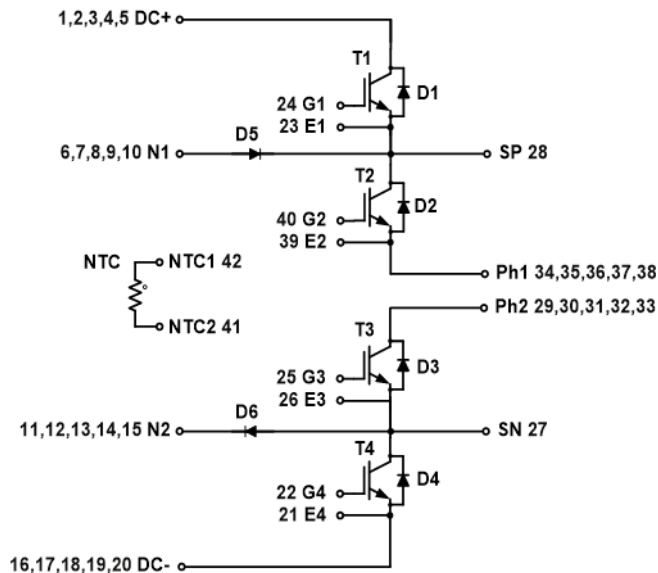 1,2,3,4,5 DC+
T1
D1
24 G1
23 E1
D5
6,7,8,9,10 N1
SP 28
T2
D2
40 G2
39 E2
NTC
NTC1 42
Ph1 34,35,36,37,38
Ph2 29,30,31,32,33
NTC2 41
T3
D3
25 G3
26 E3
D6
11,12,13,14,15 N2
SN 27
T4
D4
22 G4
21 E4
16,17,18,19,20 DC-